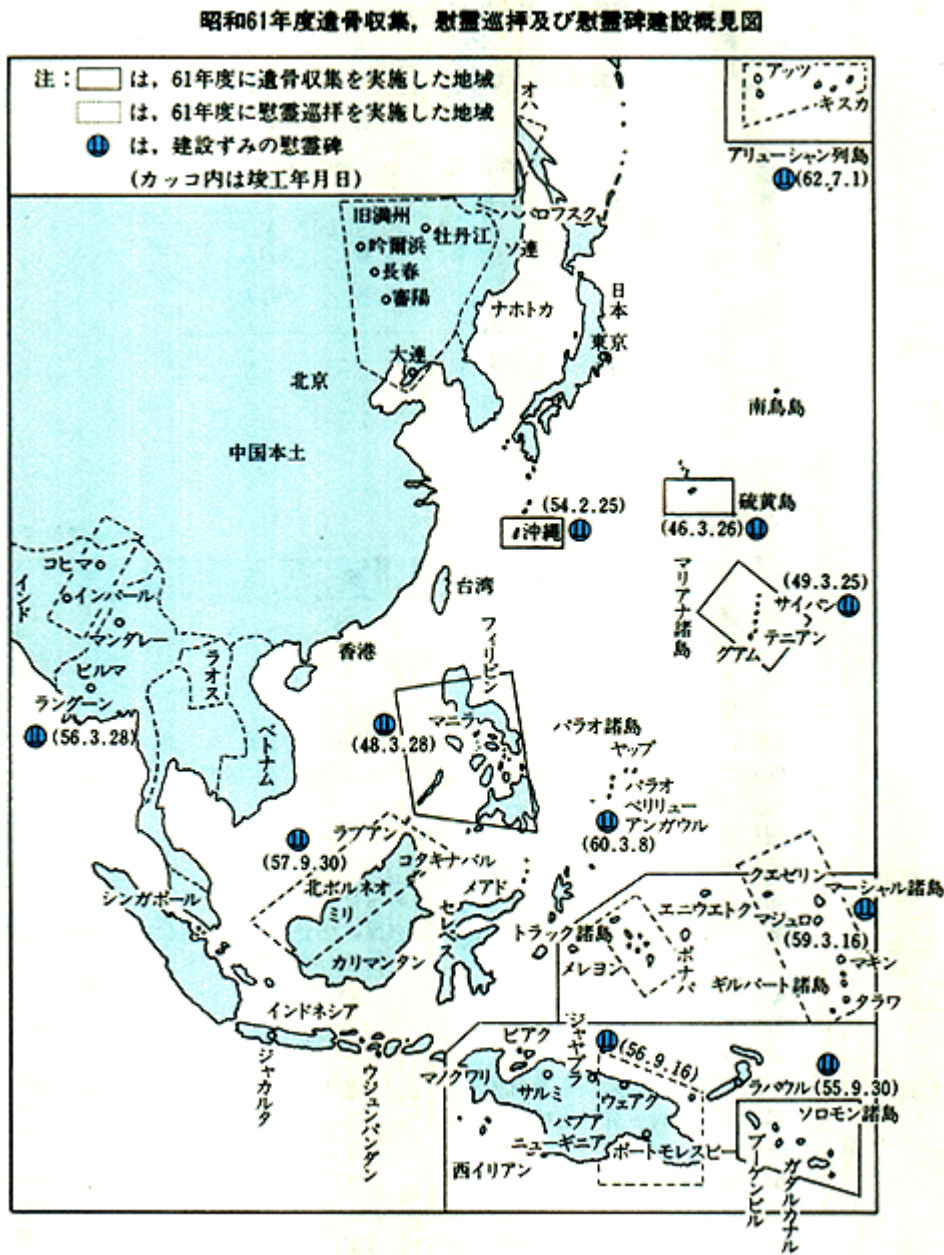 昭和61年度遺骨収集，慰霊巡拝及び慰霊碑建設概見図
注：□は，61年度に遺骨収集を実施した地域
は，61年度に慰霊巡拝を実施した地域
は，建設ずみの慰霊碑
(カッコ内は竣工年月日)
オハ
アッツ
キスカ
アリューシャン列島
(62.7.1)
旧満州
牡丹江
吟爾浜
長春
審陽
大連
ハロフスク
ソ連
ナホトカ
日本
東京
北京
中国本土
南鳥島
(54.2.25)
沖縄
硫黄島
(46.3.26)
コヒマ
インパール
インド
マンダレー
ビルマ
ラングーン
(56.3.28)
ラオス
ベトナム
台湾
香港
マリアナ諸島
(49.3.25)
サイパン
テニアン
グアム
フィリピン
マニラ
(48.3.28)
パラオ諸島
ヤップ
パラオ
ペリリュー
アンガウル
(60.3.8)
(57.9.30)
ラブアン
コタキナバル
北ボルネオ
ミリ
カリマンタン
シンガポール
メアド
セレベス
インドネシア
ジャカルタ
ウジュンパンダン
トラック諸島
メレヨン
エニウエトク
ポナペ
クエゼリン
マーシャル諸島
マジュロ
(59.3.16)
ギルバート諸島
マキン
タラワ
ビアク
ジャヤプラ
(56.9.16)
マノクワリ
サルミ
ウェアク
パプア
ニューギニア
ポートモレスビー
西イリアン
ラバウル(55.9.30)
ソロモン諸島
ブーゲンビル
ガダルカナル